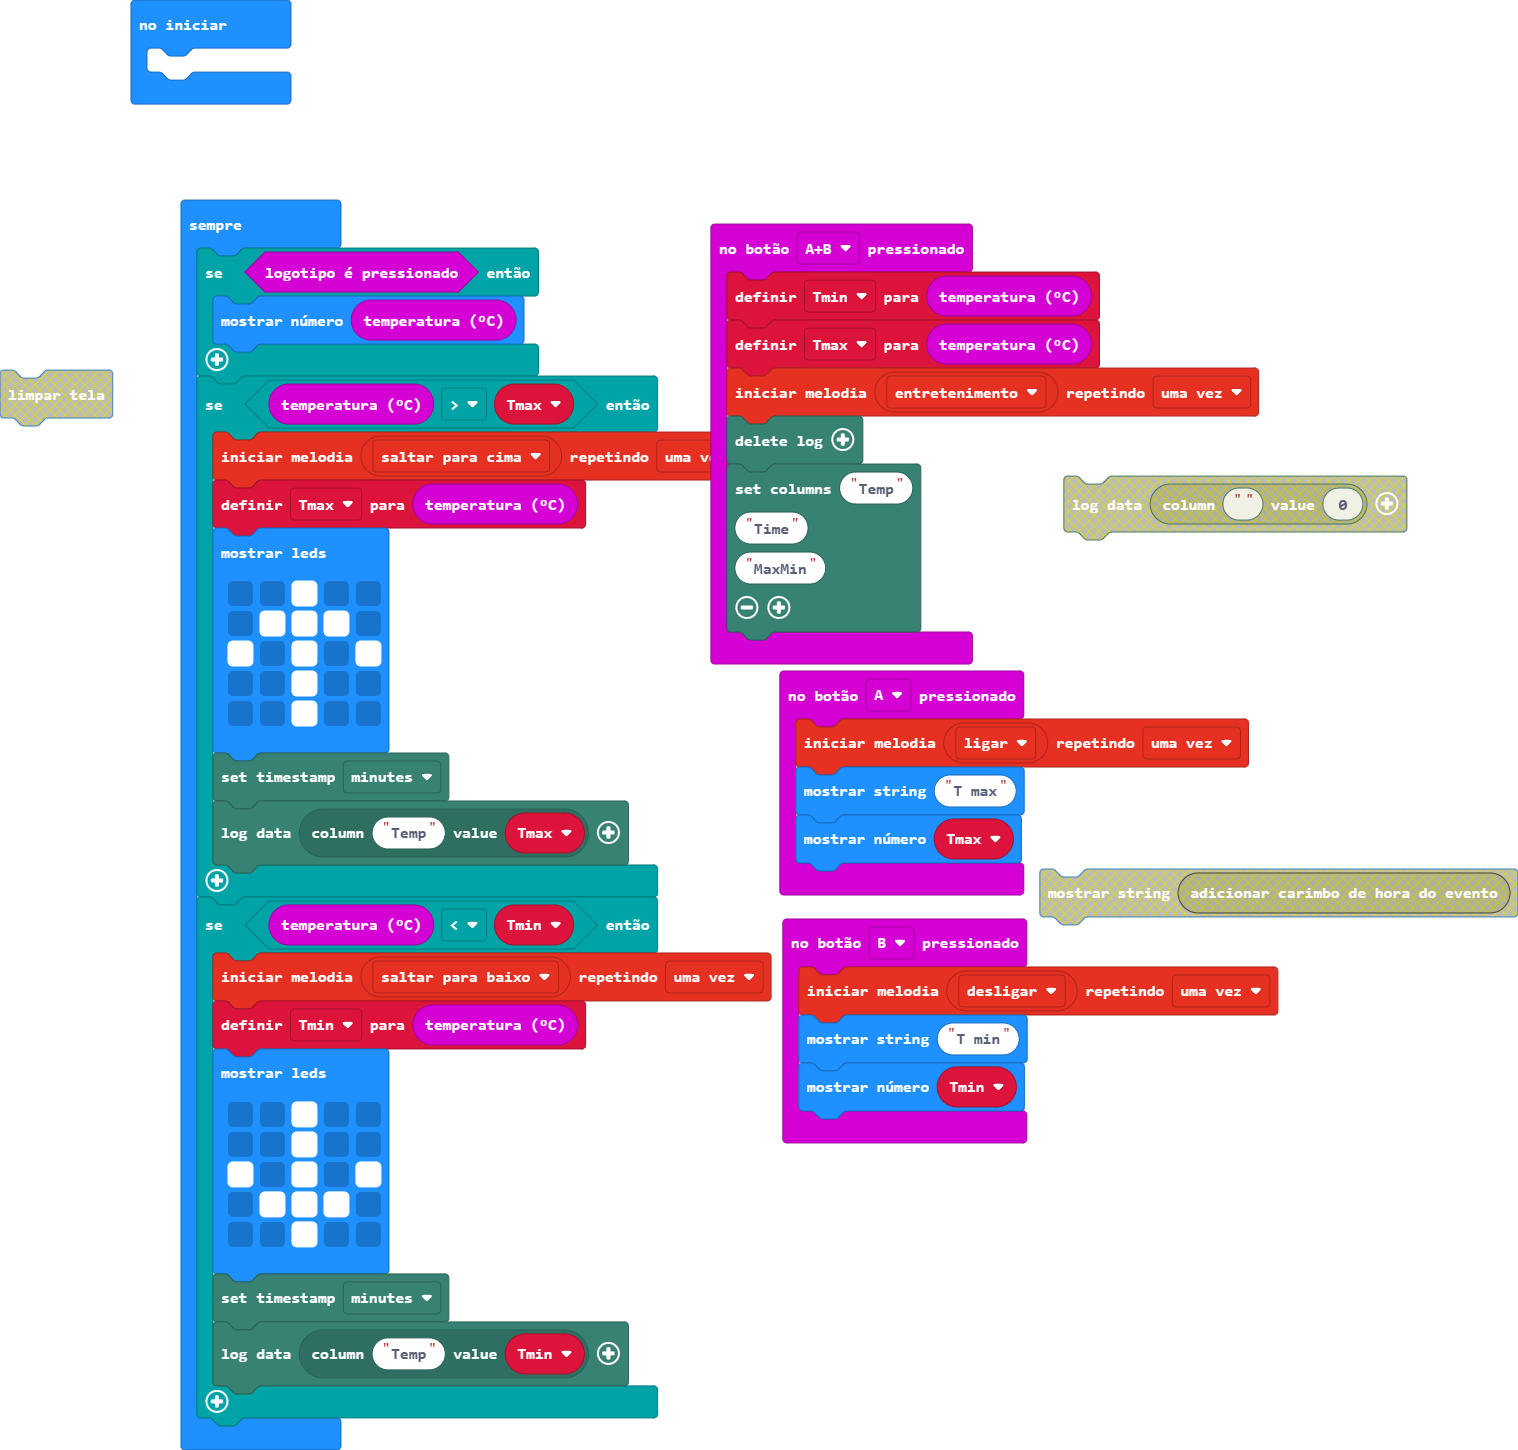 no iniciar
sempre
se logotipo é pressionado então
mostrar número temperatura (ºC)
se temperatura (ºC) > Tmax então
iniciar melodia saltar para cima repetindo
definir Tmax para temperatura (ºC)
mostrar leds
set timestamp minutes
log data column "Temp" value Tmax
se temperatura (ºC) < Tmin então
iniciar melodia saltar para baixo repetindo uma vez
definir Tmin para temperatura (ºC)
mostrar leds
set timestamp minutes
log data column "Temp" value Tmin
limpar tela
no botão A+B pressionado
definir Tmin para temperatura (ºC)
definir Tmax para temperatura (ºC)
iniciar melodia entretenimento repetindo uma vez
delete log
set columns "Temp"
"Time"
"MaxMin"
log data column "" value 0
no botão A pressionado
iniciar melodia ligar repetindo uma vez
mostrar string "T max"
mostrar número Tmax
mostrar string adicionar carimbo de hora do evento
no botão B pressionado
iniciar melodia desligar repetindo uma vez
mostrar string "T min"
mostrar número Tmin